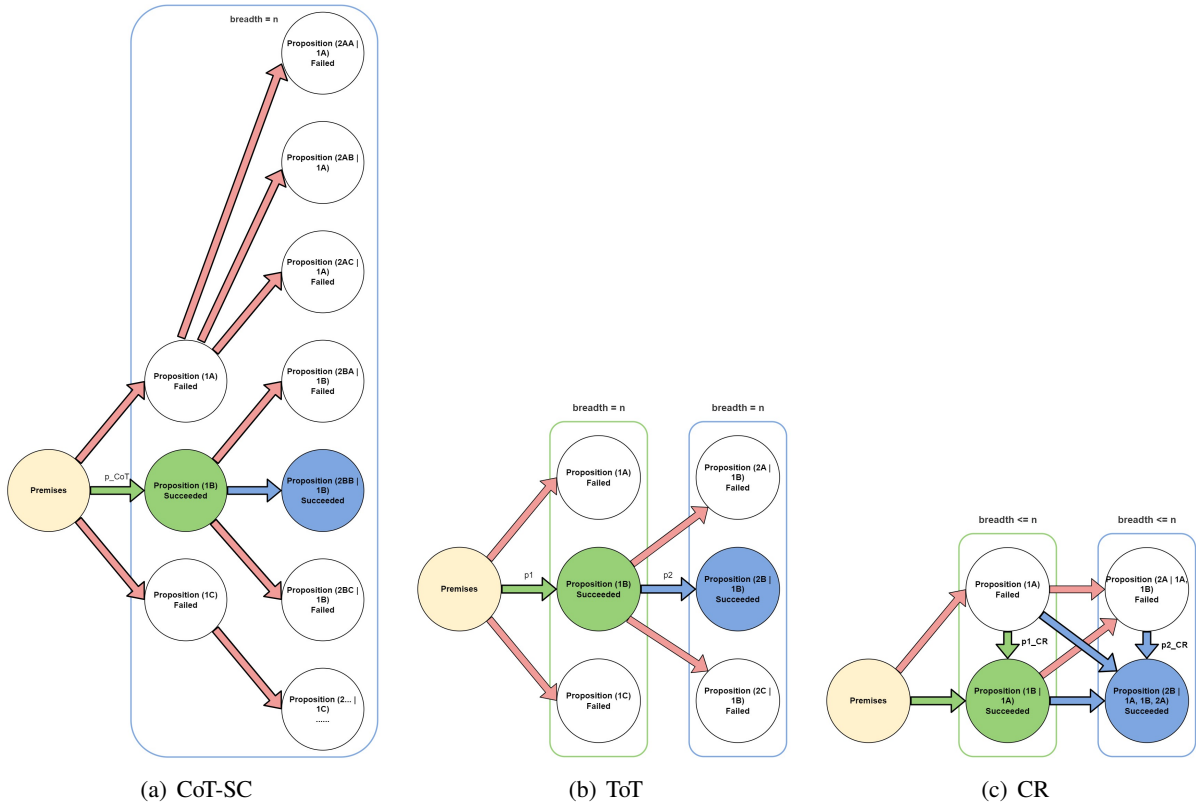 breadth = n
Proposition (2AA |
1A)
Failed
Proposition (2AB |
1A)
Proposition (2AC |
1A)
Failed
Proposition (1A)
Failed
Proposition (2BA |
1B)
Failed
Premises
p_CoT
Proposition (1B)
Succeeded
Proposition (2BB |
1B)
Succeeded
Proposition (1C)
Failed
Proposition (2BC |
1B)
Failed
Proposition (2... |
1C)
......
(a) CoT-SC
breadth = n
breadth = n
Proposition (1A)
Failed
Proposition (2A |
1B)
Failed
Premises
p1
Proposition (1B)
Succeeded
p2
Proposition (2B |
1B)
Succeeded
Proposition (1C)
Failed
Proposition (2C |
1B)
Failed
(b) ToT
breadth <= n
breadth <= n
Proposition (1A)
Failed
Proposition (2A | 1A,
1B)
Failed
p1_CR
p2_CR
Premises
Proposition (1B |
1A)
Succeeded
Proposition (2B |
1A, 1B, 2A)
Succeeded
(c) CR